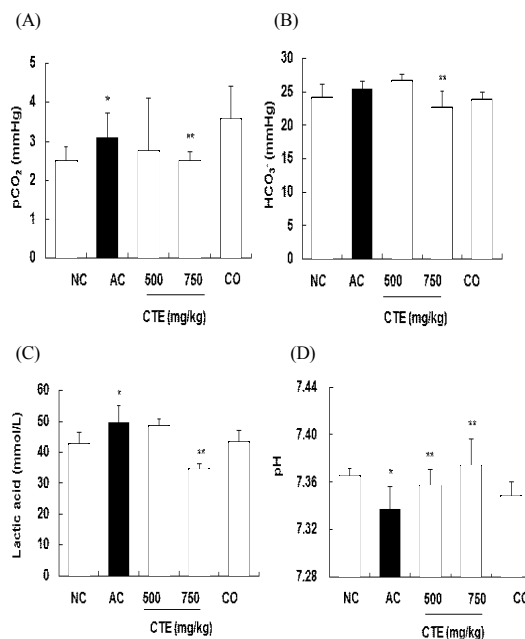 (A)
pCO₂ (mmHg)
5
4
3
2
1
0
*
**
NC AC 500 750 CO
CTE (mg/kg)
(B)
HCO₃⁻ (mmHg)
30
25
20
15
10
5
0
**
NC AC 500 750 CO
CTE (mg/kg)
(C)
Lactic acid (mmol/L)
60
50
40
30
20
10
0
*
**
NC AC 500 750 CO
CTE (mg/kg)
(D)
pH
7.44
7.40
7.36
7.32
7.28
*
**
**
NC AC 500 750 CO
CTE (mg/kg)